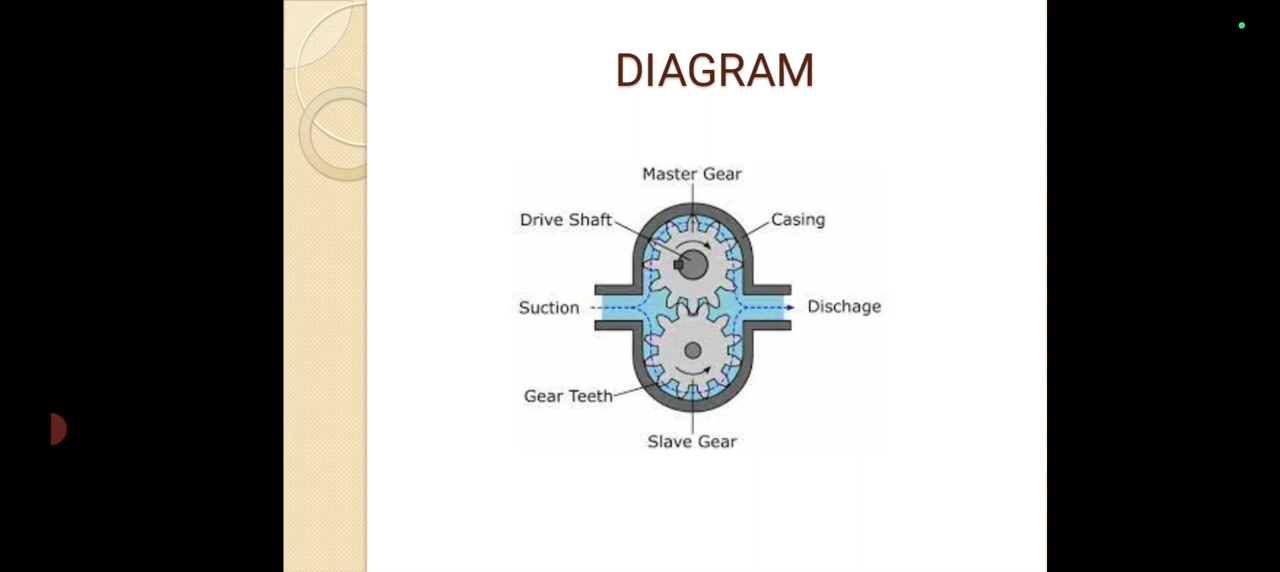 DIAGRAM
Master Gear
Drive Shaft
Casing
Suction
Dischage
Gear Teeth
Slave Gear